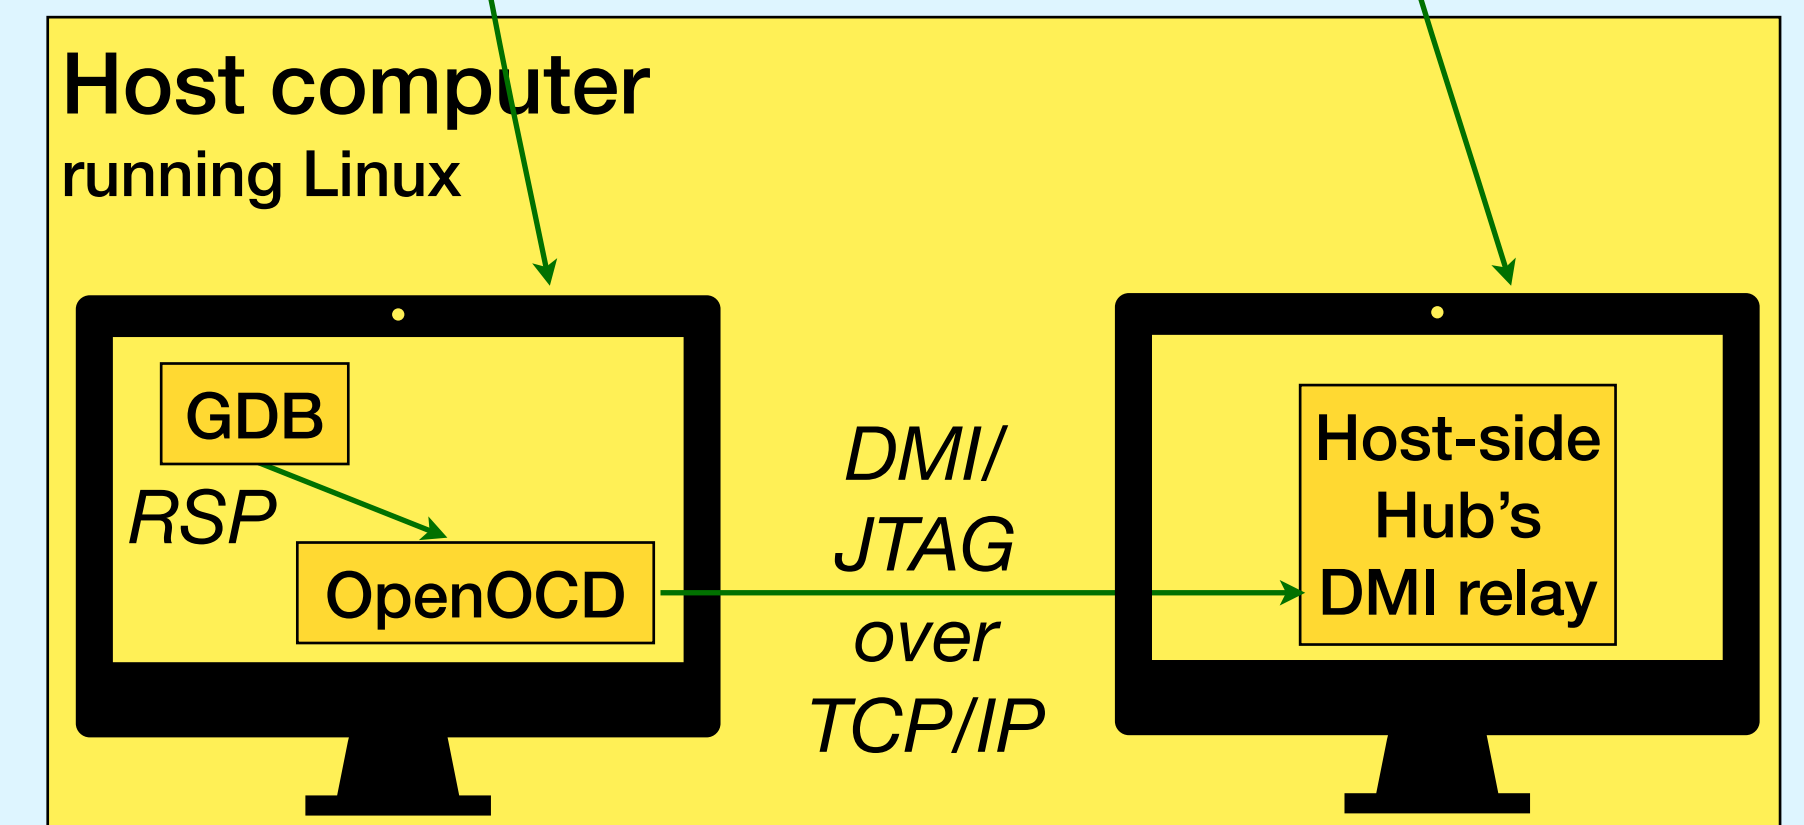 Host computer
running Linux
GDB
RSP
OpenOCD
DMI/
JTAG
over
TCP/IP
Host-side
Hub’s
DMI relay